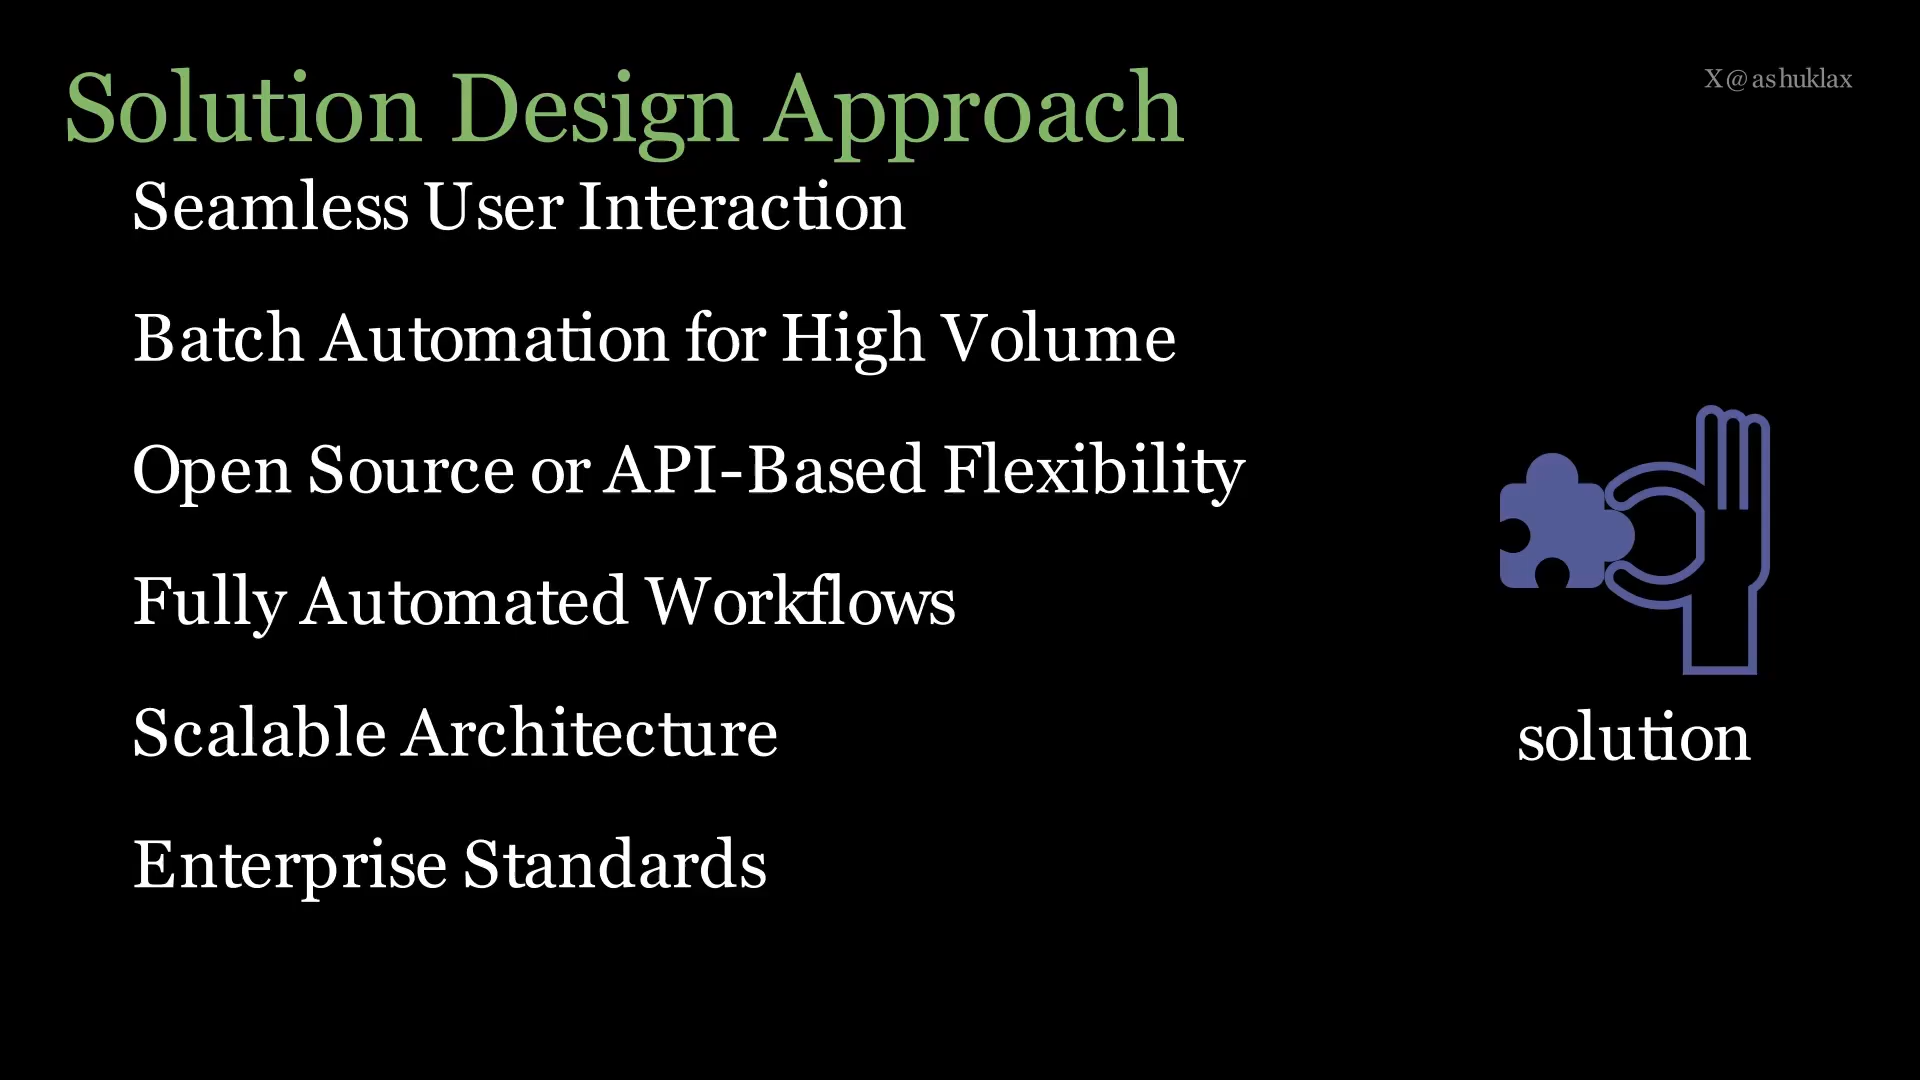 Solution Design Approach
X@ashuklax
Seamless User Interaction
Batch Automation for High Volume
Open Source or API-Based Flexibility
Fully Automated Workflows
Scalable Architecture
Enterprise Standards
solution